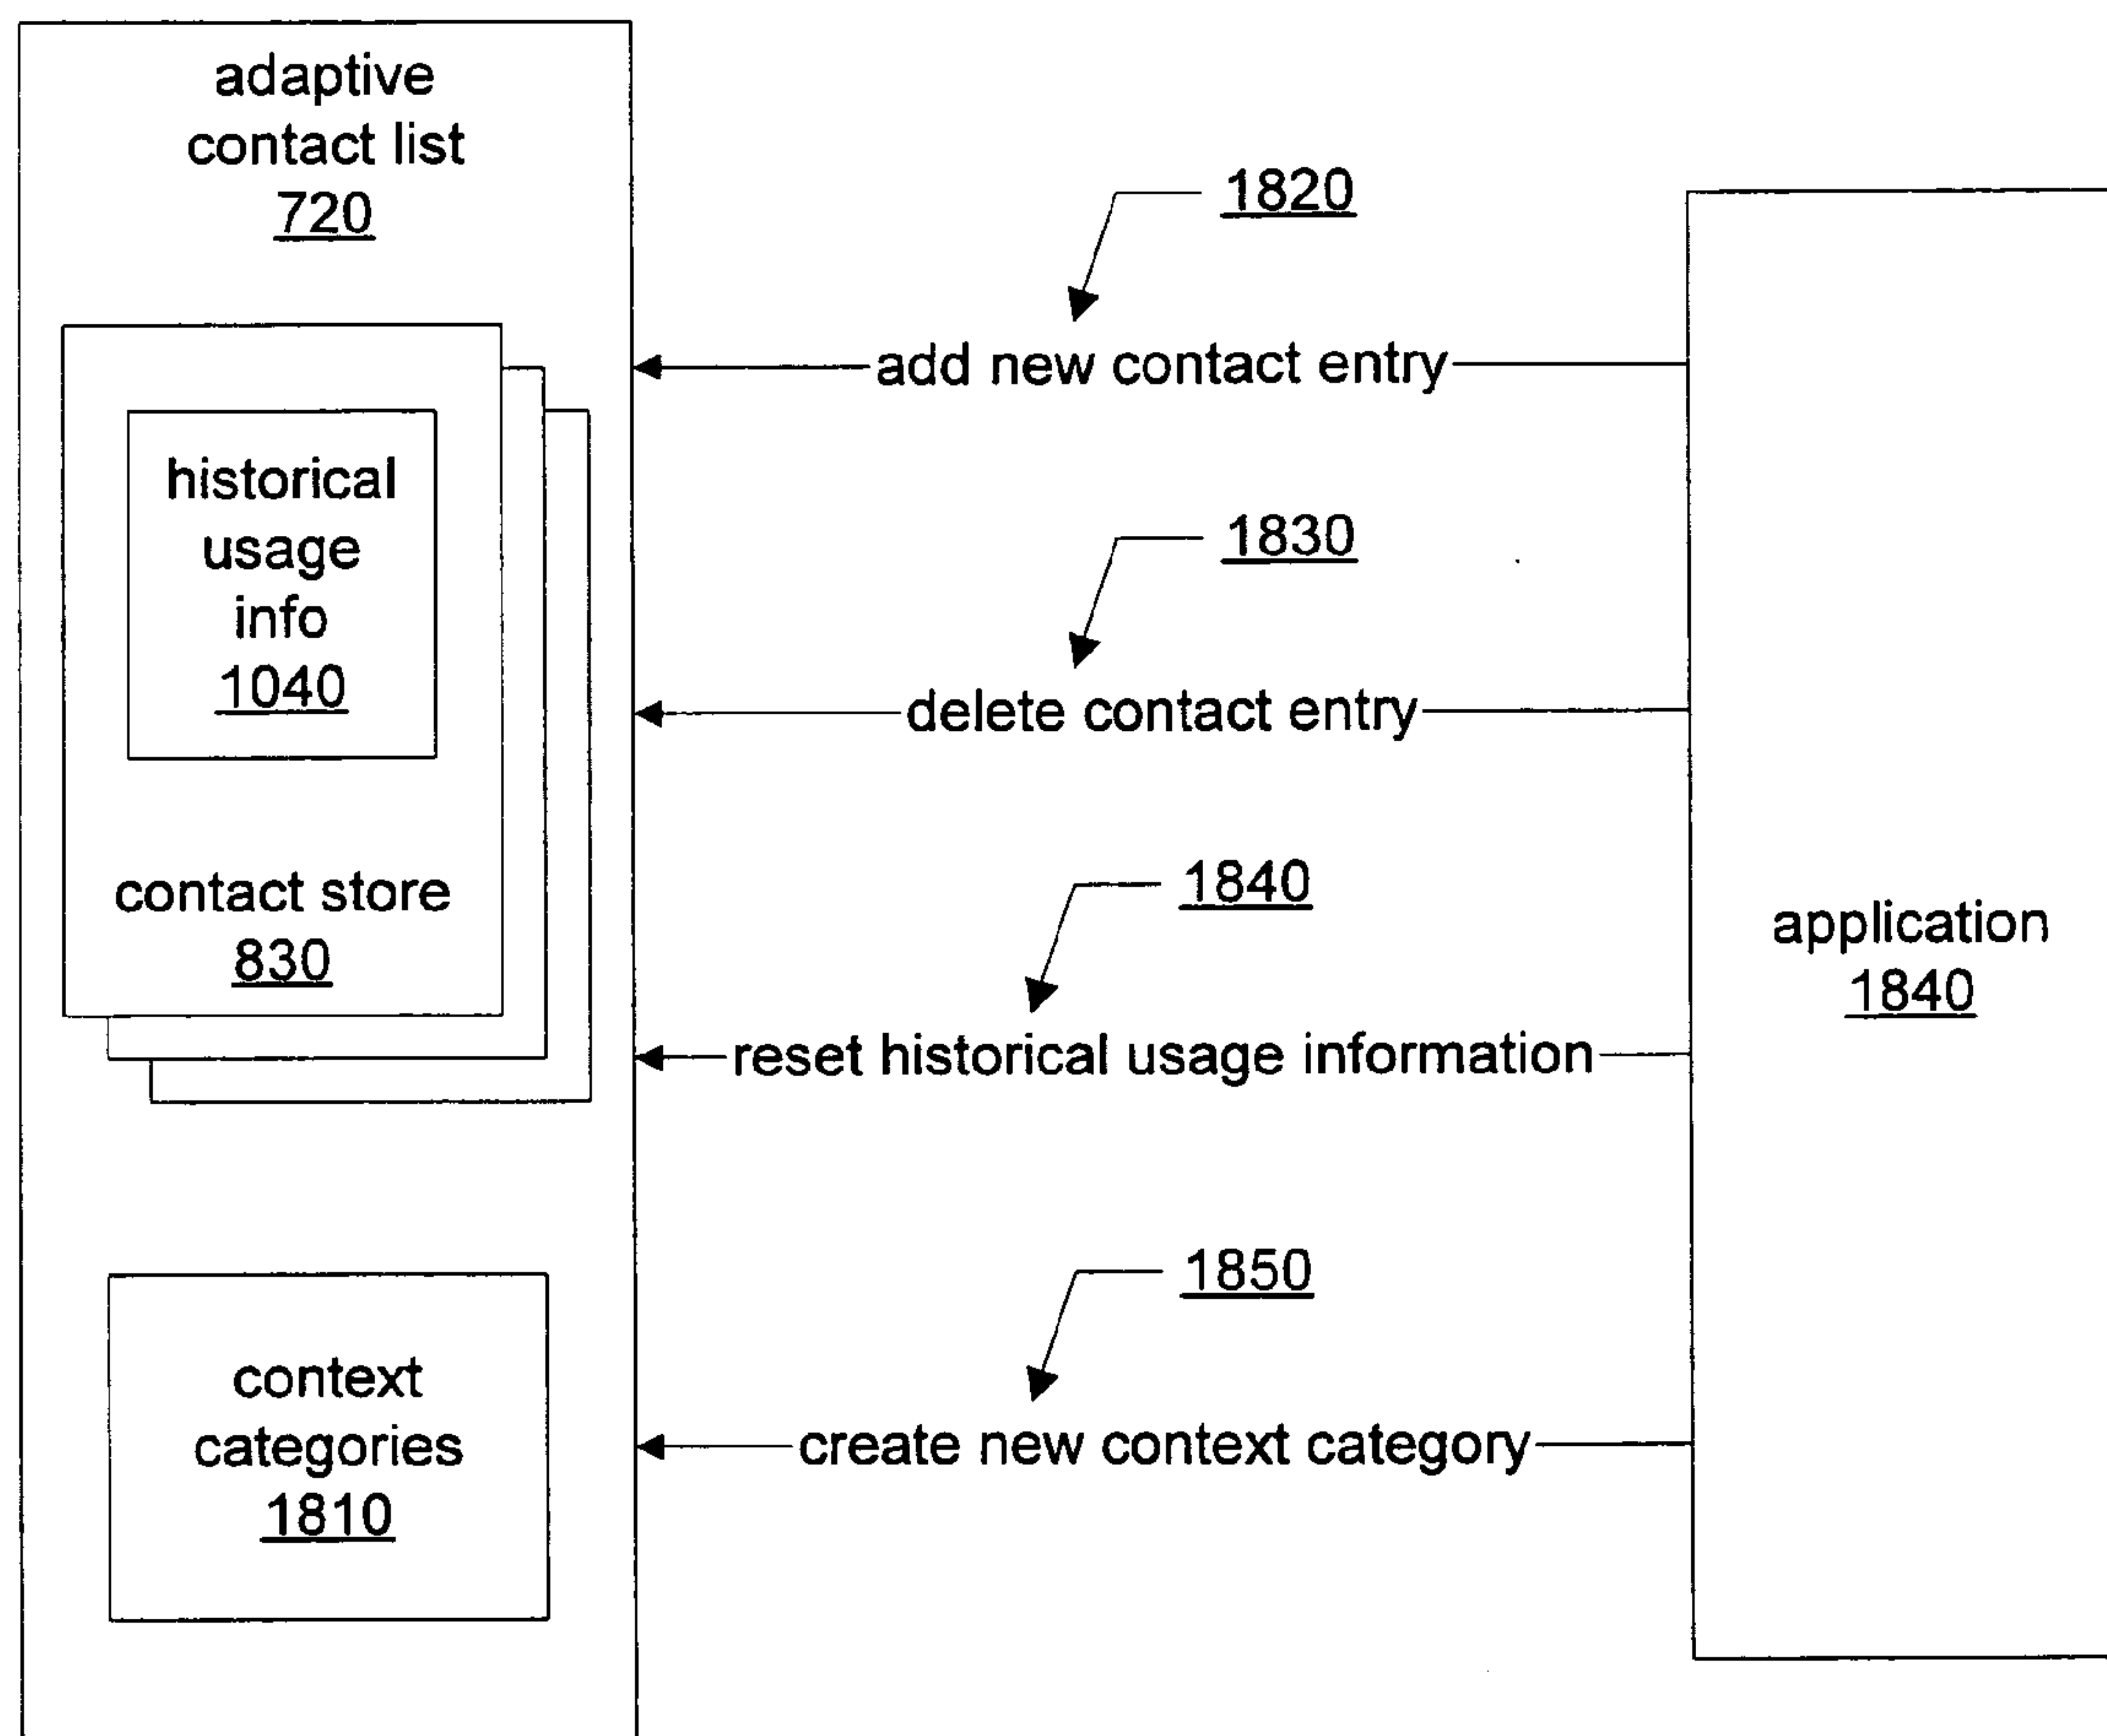 adaptive
contact list
720
historical
usage
info
1040
contact store
830
context
categories
1810
1820
add new contact entry
1830
delete contact entry
1840
reset historical usage information
1850
create new context category
application
1840